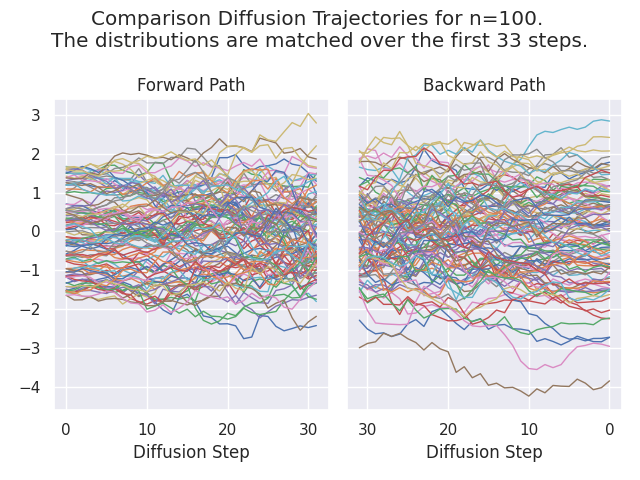 Comparison Diffusion Trajectories for n=100.
The distributions are matched over the first 33 steps.
Forward Path
Backward Path
3
2
1
0
−1
−2
−3
−4
0 10 20 30
30 20 10 0
Diffusion Step
Diffusion Step